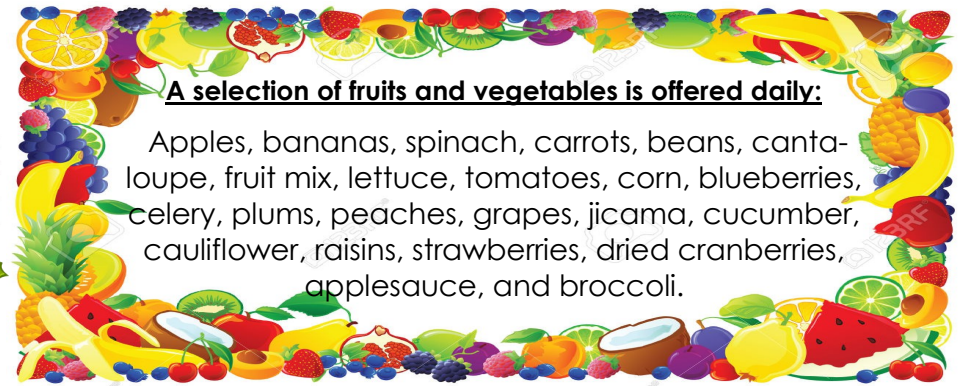 A selection of fruits and vegetables is offered daily:
Apples, bananas, spinach, carrots, beans, canta-
loupe, fruit mix, lettuce, tomatoes, corn, blueberries,
celery, plums, peaches, grapes, jicama, cucumber,
cauliflower, raisins, strawberries, dried cranberries,
applesauce, and broccoli.